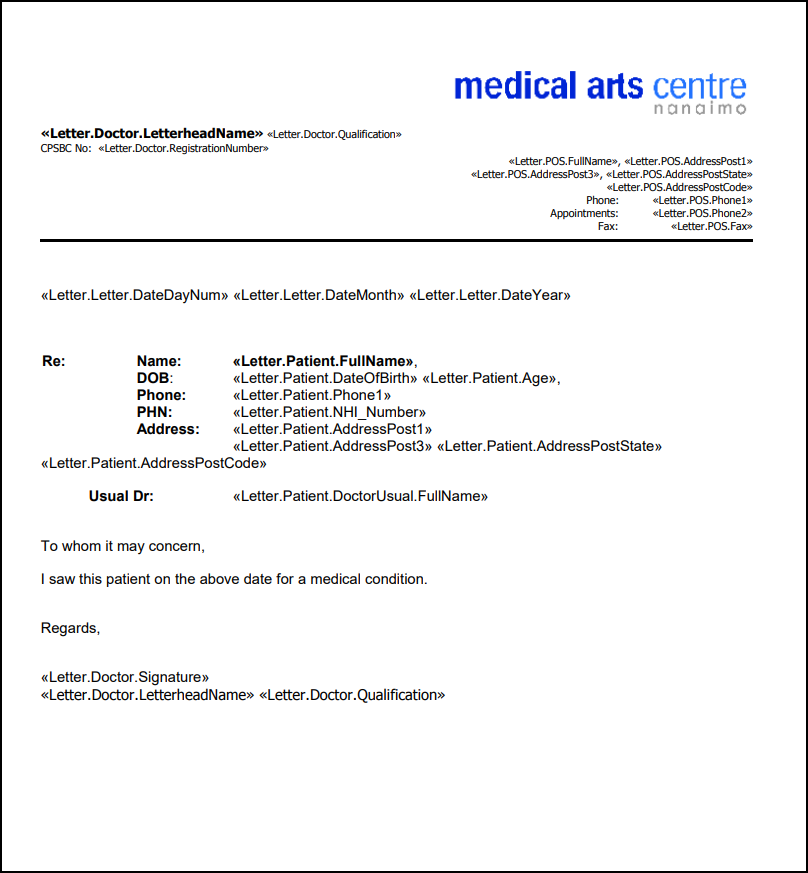 medical arts centre
nanaimo
«Letter.Doctor.LetterheadName» «Letter.Doctor.Qualification»
CPSBC No: «Letter.Doctor.RegistrationNumber»
«Letter.POS.FullName», «Letter.POS.AddressPost1»
«Letter.POS.AddressPost3», «Letter.POS.AddressPostState»
«Letter.POS.AddressPostCode»
Phone: «Letter.POS.Phone1»
Appointments: «Letter.POS.Phone2»
Fax: «Letter.POS.Fax»
«Letter.Letter.DateDayNum» «Letter.Letter.DateMonth» «Letter.Letter.DateYear»
Re: Name: «Letter.Patient.FullName»,
DOB: «Letter.Patient.DateOfBirth» «Letter.Patient.Age»,
Phone: «Letter.Patient.Phone1»
PHN: «Letter.Patient.NHI_Number»
Address: «Letter.Patient.AddressPost1»
«Letter.Patient.AddressPost3» «Letter.Patient.AddressPostState»
«Letter.Patient.AddressPostCode»
Usual Dr: «Letter.Patient.DoctorUsual.FullName»
To whom it may concern,
I saw this patient on the above date for a medical condition.
Regards,
«Letter.Doctor.Signature»
«Letter.Doctor.LetterheadName» «Letter.Doctor.Qualification»